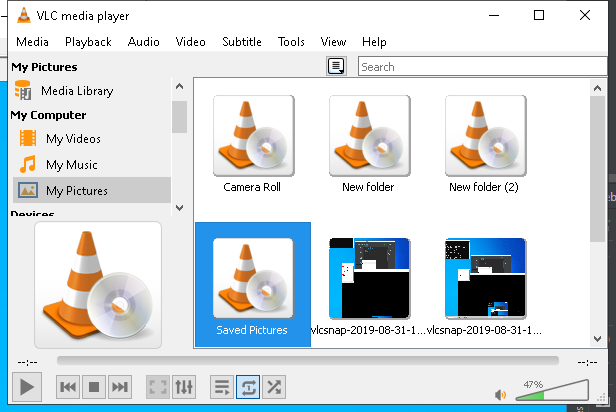 VLC media player
Media Playback Audio Video Subtitle Tools View Help
My Pictures
Search
Media Library
My Computer
My Videos
My Music
My Pictures
Devices
Camera Roll
New folder
New folder (2)
Saved Pictures
vlcsnap-2019-08-31-1...
vlcsnap-2019-08-31-1...
--:--
--:--
47%